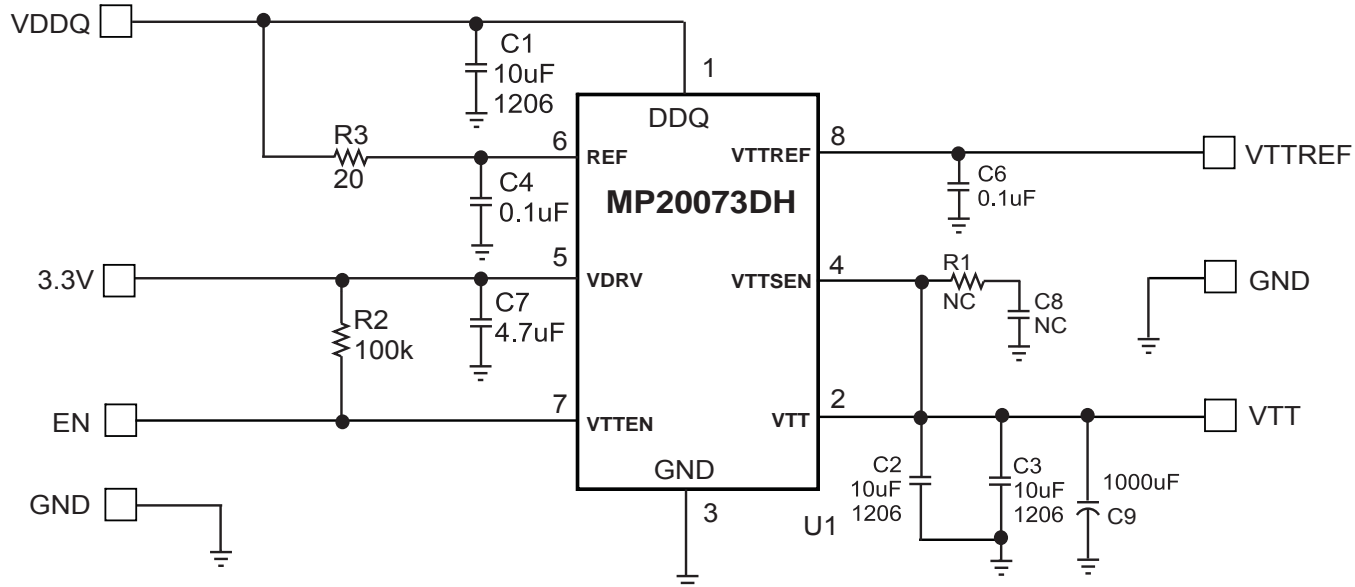 VDDQ
C1
10uF
1206
1
DDQ
R3
20
6
REF
VTTREF
8
VTTREF
C4
0.1uF
MP20073DH
C6
0.1uF
3.3V
5
VDRV
VTTSEN
4
R1
NC
C8
NC
GND
R2
100k
C7
4.7uF
EN
7
VTTEN
VTT
2
VTT
GND
GND
3
U1
C2
10uF
1206
C3
10uF
1206
1000uF
C9